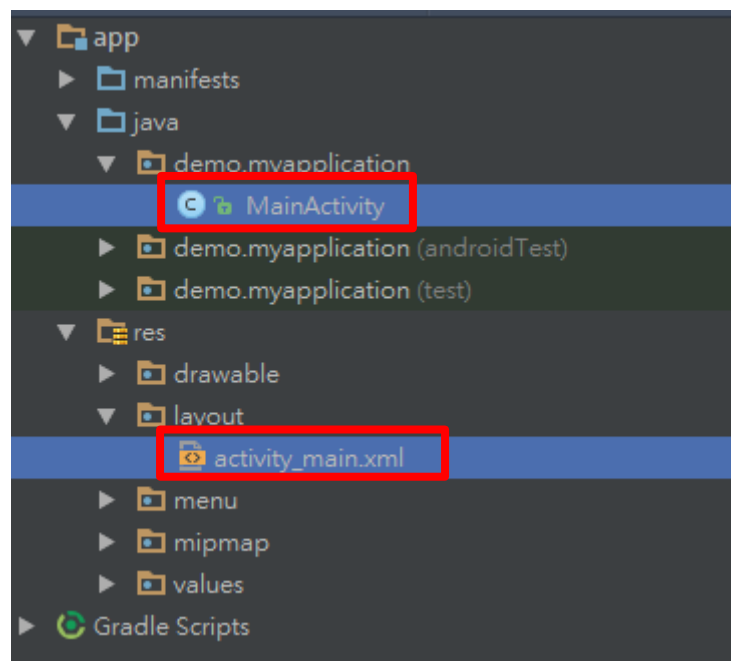 app
manifests
java
demo.myapplication
C MainActivity
demo.myapplication (androidTest)
demo.myapplication (test)
res
drawable
layout
activity_main.xml
menu
mipmap
values
Gradle Scripts